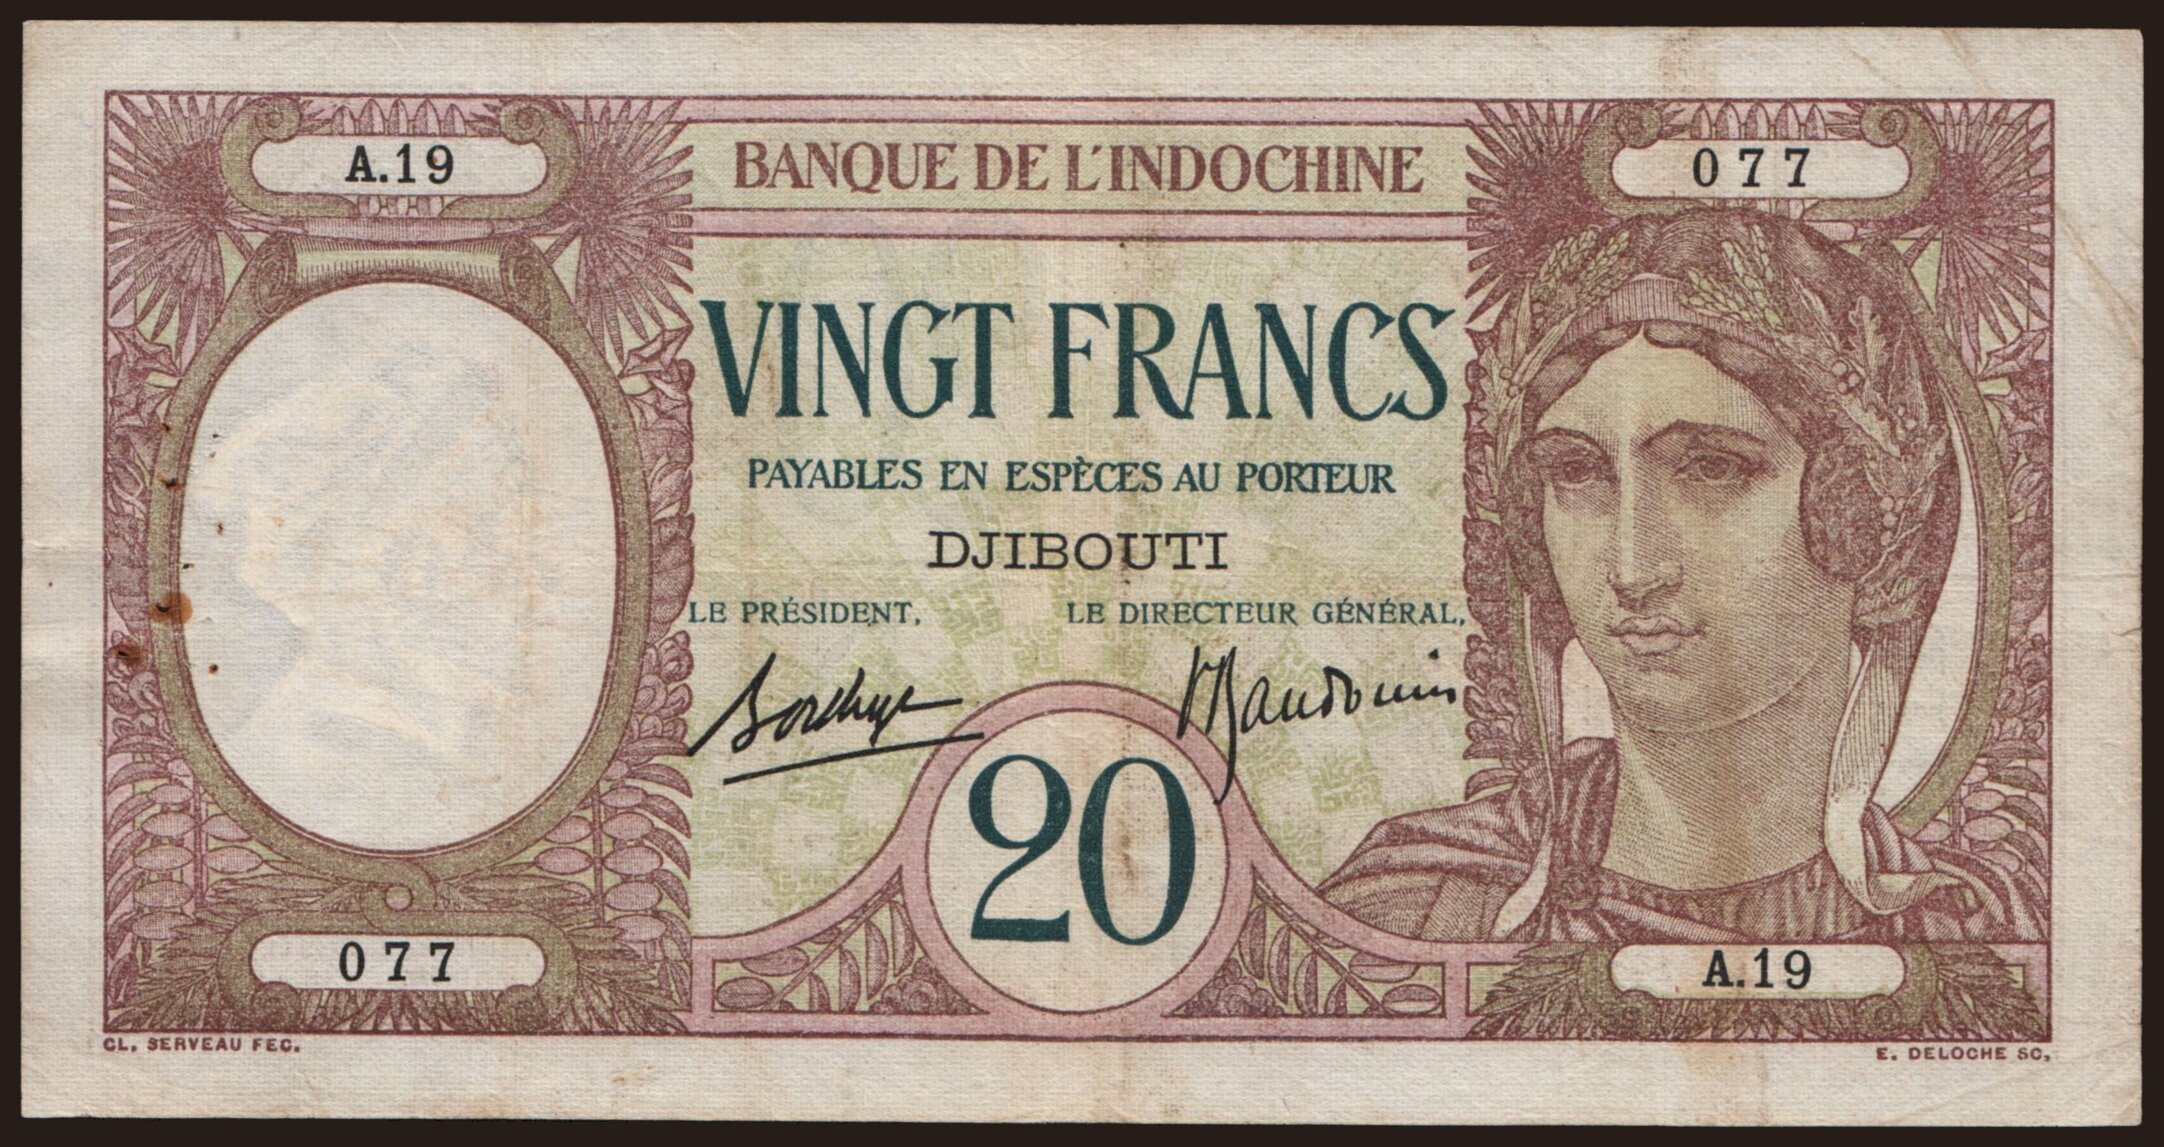 A.19
BANQUE DE L'INDOCHINE
077
VINGT FRANCS
PAYABLES EN ESPÈCES AU PORTEUR
DJIBOUTI
LE PRÉSIDENT, LE DIRECTEUR GÉNÉRAL,
Baudouin
20
077
A.19
CL. SERVEAU FEC.
E. DELOCHE SC,